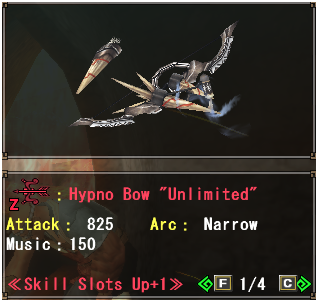 Z : Hypno Bow "Unlimited"
Attack : 825 Arc : Narrow
Music : 150
≪Skill Slots Up+1≫ F 1/4 C